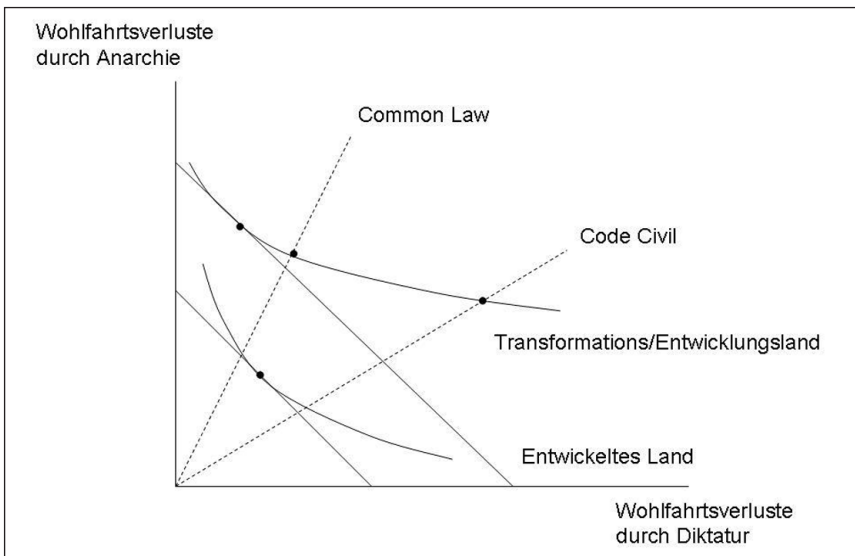 Wohlfahrtsverluste
durch Anarchie
Common Law
Code Civil
Transformations/Entwicklungsland
Entwickeltes Land
Wohlfahrtsverluste
durch Diktatur